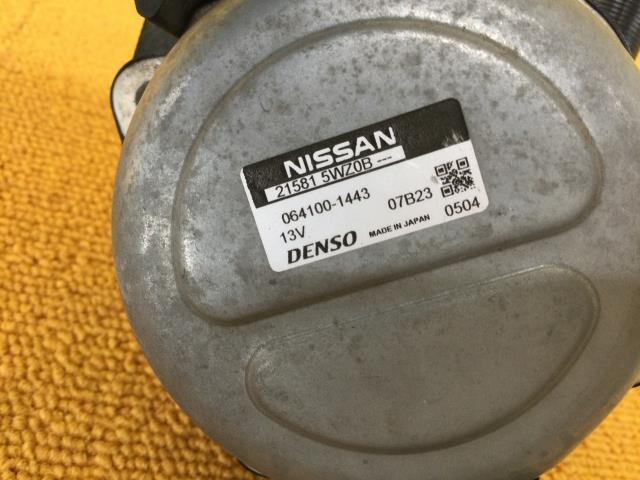 NISSAN
21581 5WZ0B ---
064100-1443 07B23
13V 0504
DENSO MADE IN JAPAN